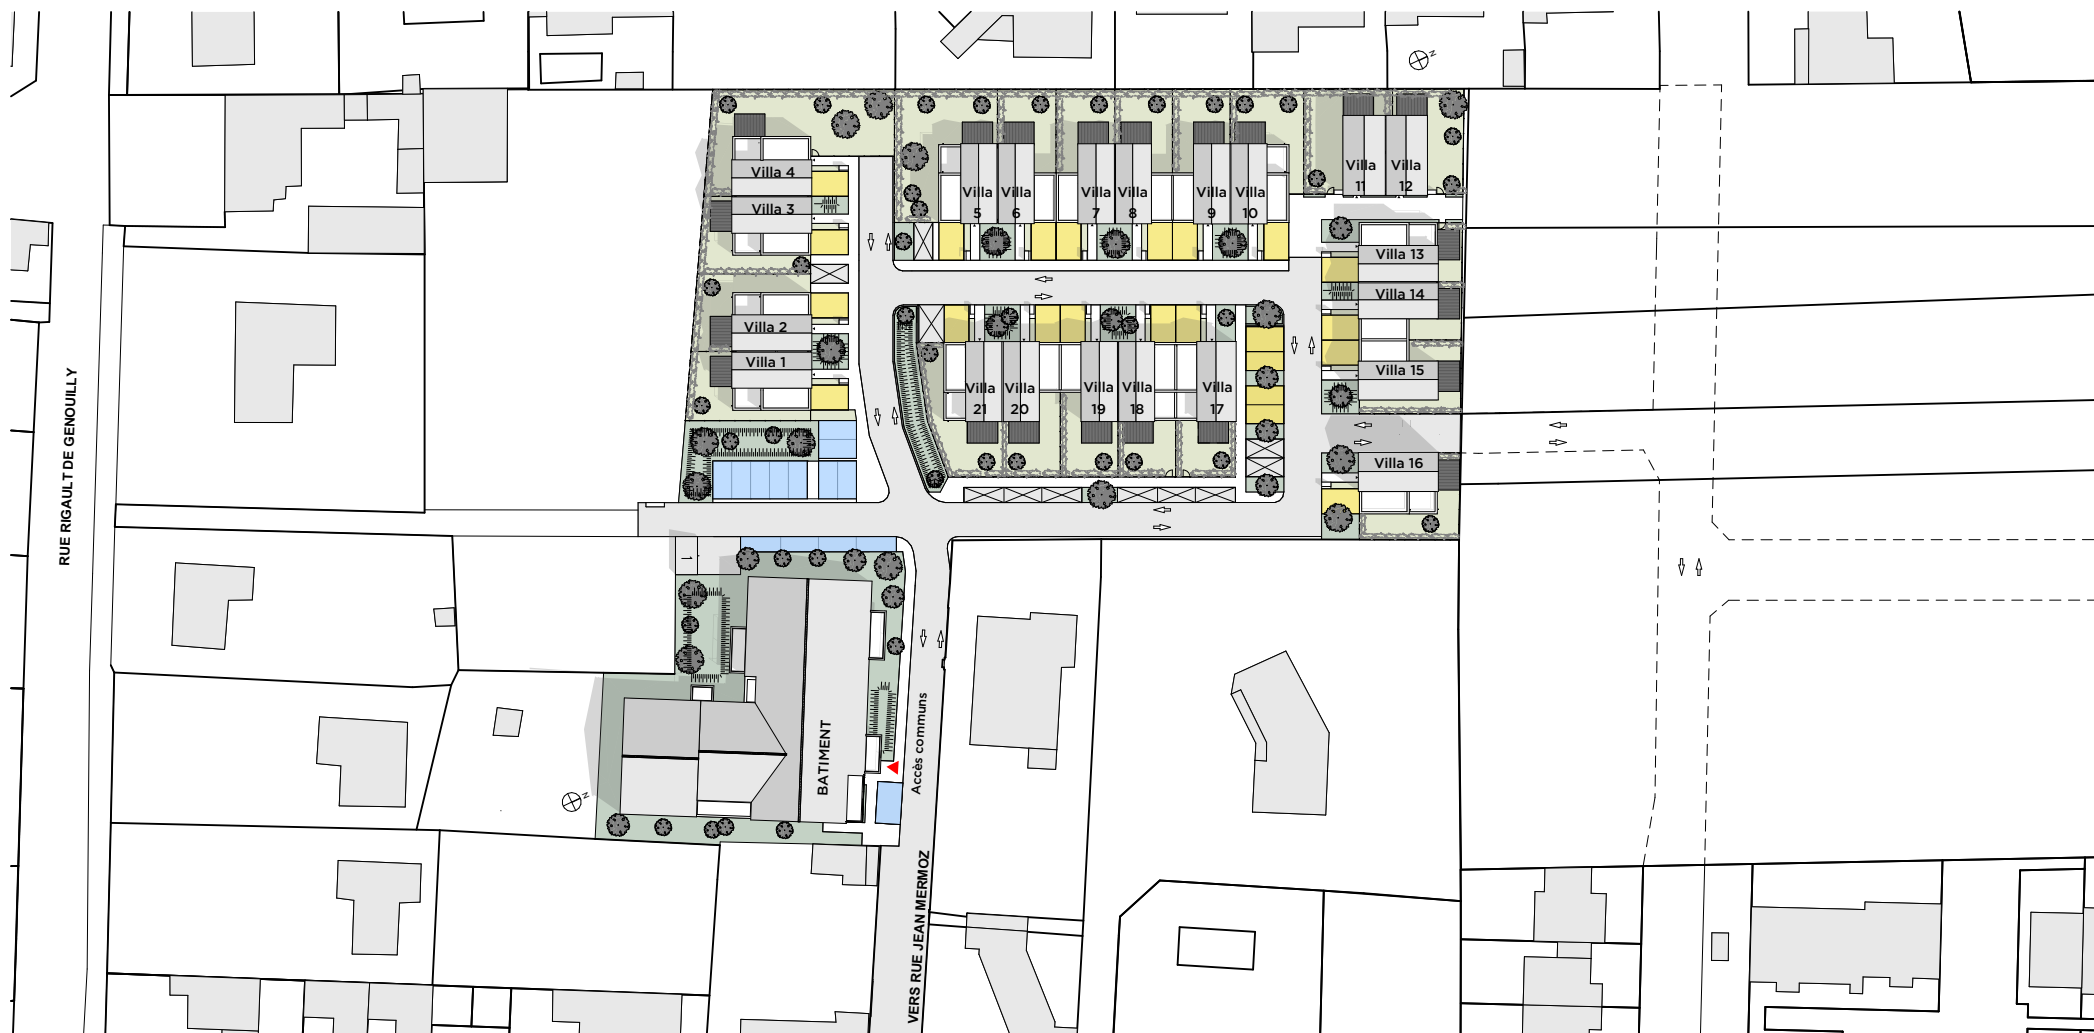 N
Villa 4
Villa 3
Villa 2
Villa 1
Villa
5
Villa
6
Villa
7
Villa
8
Villa
9
Villa
10
Villa
11
Villa
12
Villa 13
Villa 14
Villa 15
Villa 16
Villa
21
Villa
20
Villa
19
Villa
18
Villa
17
RUE RIGAULT DE GENOUILLY
BATIMENT
Accès communs
VERS RUE JEAN MERMOZ
N